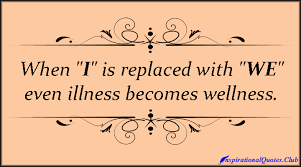 When "I" is replaced with "WE"
even illness becomes wellness.
InspirationalQuotes.Club